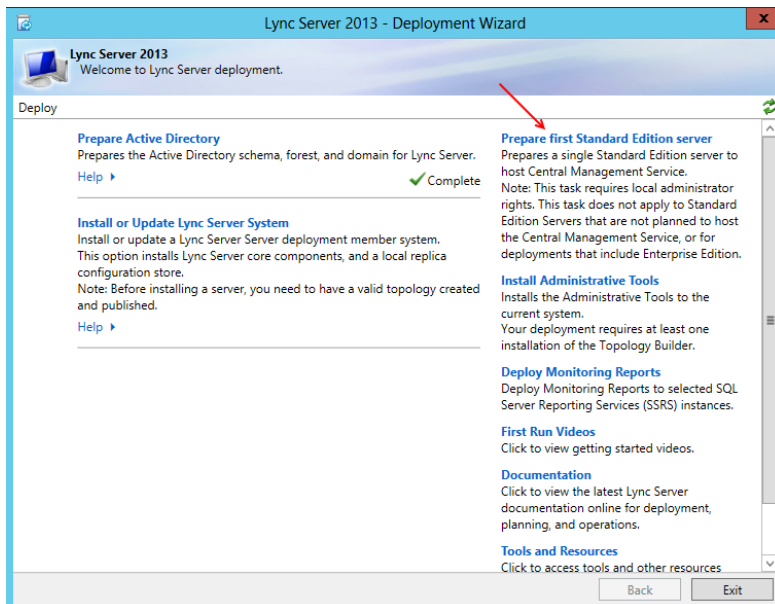 Lync Server 2013 - Deployment Wizard
x
Lync Server 2013
Welcome to Lync Server deployment.
Deploy
Prepare Active Directory
Prepares the Active Directory schema, forest, and domain for Lync Server.
Help
Complete
Install or Update Lync Server System
Install or update a Lync Server Server deployment member system.
This option installs Lync Server core components, and a local replica
configuration store.
Note: Before installing a server, you need to have a valid topology created
and published.
Help
Prepare first Standard Edition server
Prepares a single Standard Edition server to
host Central Management Service.
Note: This task requires local administrator
rights. This task does not apply to Standard
Edition Servers that are not planned to host
the Central Management Service, or for
deployments that include Enterprise Edition.
Install Administrative Tools
Installs the Administrative Tools to the
current system.
Your deployment requires at least one
installation of the Topology Builder.
Deploy Monitoring Reports
Deploy Monitoring Reports to selected SQL
Server Reporting Services (SSRS) instances.
First Run Videos
Click to view getting started videos.
Documentation
Click to view the latest Lync Server
documentation online for deployment,
planning, and operations.
Tools and Resources
Click to access tools and other resources
Back
Exit